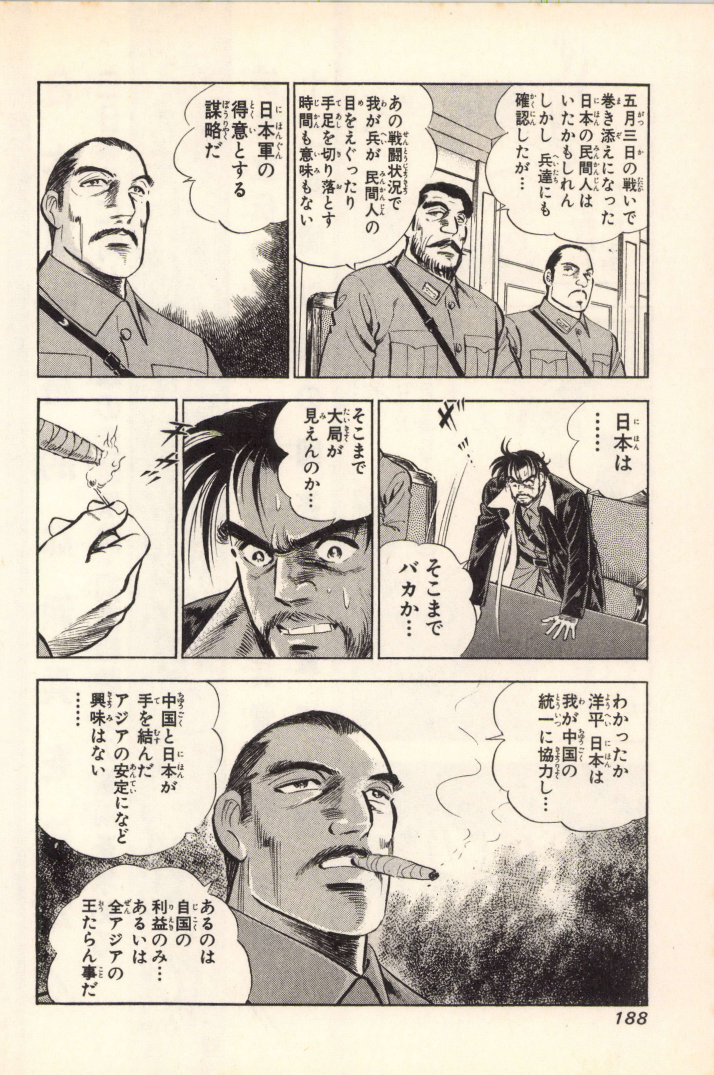 五月三日の戦いで
巻き添えになった
日本の民間人は
いたかもしれん
しかし 兵達にも
確認したが…
あの戦闘状況で
我が兵が 民間人の
目をえぐったり
手足を切り落とす
時間も意味もない
日本軍の
得意とする
謀略だ
日本は
……
そこまで
バカか…
そこまで
大局が
見えんのか…
わかったか
洋平 日本は
我が中国の
統一に協力し…
中国と日本が
手を結んだ
アジアの安定になど
興味はない
……
あるのは
自国の
利益のみ…
あるいは
全アジアの
王たらん事だ
188